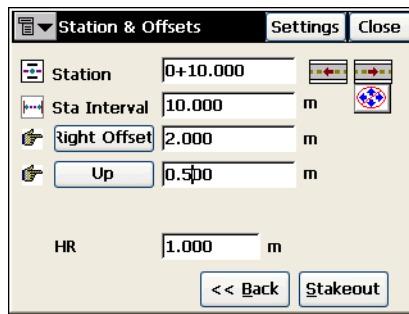 Station & Offsets Settings Close
Station 0+10.000
Sta Interval 10.000 m
Right Offset 2.000 m
Up 0.500 m
HR 1.000 m
<< Back Stakeout